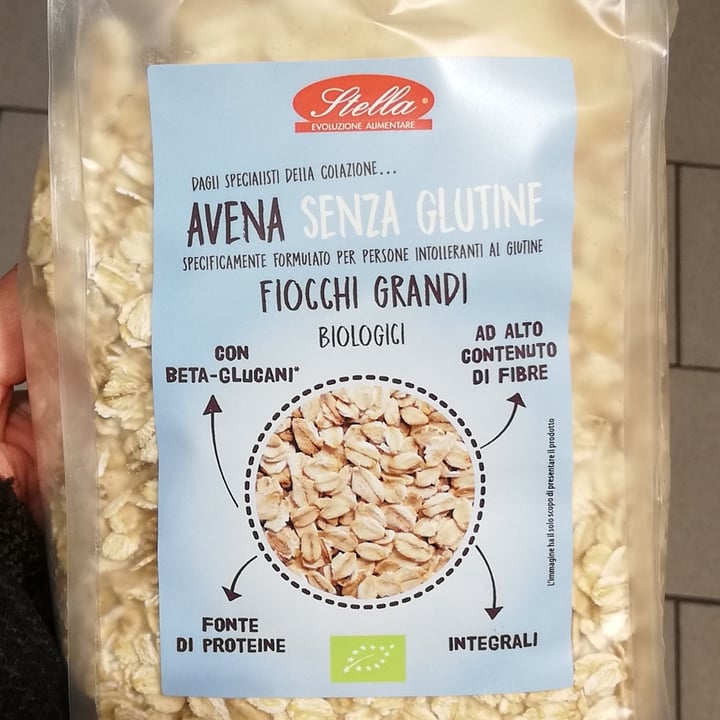 Stella®
EVOLUZIONE ALIMENTARE
DAGLI SPECIALISTI DELLA COLAZIONE...
AVENA SENZA GLUTINE
SPECIFICAMENTE FORMULATO PER PERSONE INTOLLERANTI AL GLUTINE
FIOCCHI GRANDI
BIOLOGICI
CON
BETA-GLUCANI*
AD ALTO
CONTENUTO
DI FIBRE
L'immagine ha il solo scopo di presentare il prodotto
FONTE
DI PROTEINE
INTEGRALI